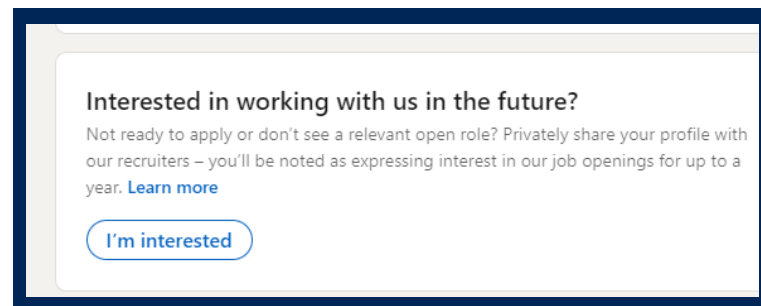 Interested in working with us in the future?
Not ready to apply or don’t see a relevant open role? Privately share your profile with
our recruiters – you’ll be noted as expressing interest in our job openings for up to a
year. Learn more
I’m interested